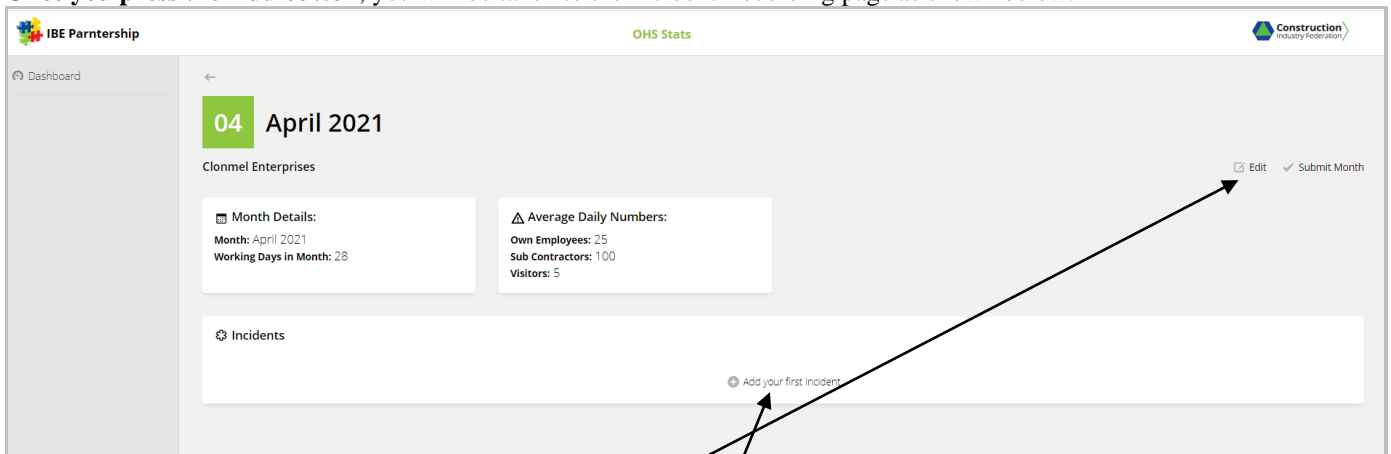 IBE Parntership
OHS Stats
Construction
Industry Federation
Dashboard
04 April 2021
Clonmel Enterprises
Edit Submit Month
Month Details:
Month: April 2021
Working Days in Month: 28
Average Daily Numbers:
Own Employees: 25
Sub Contractors: 100
Visitors: 5
Incidents
Add your first Incident